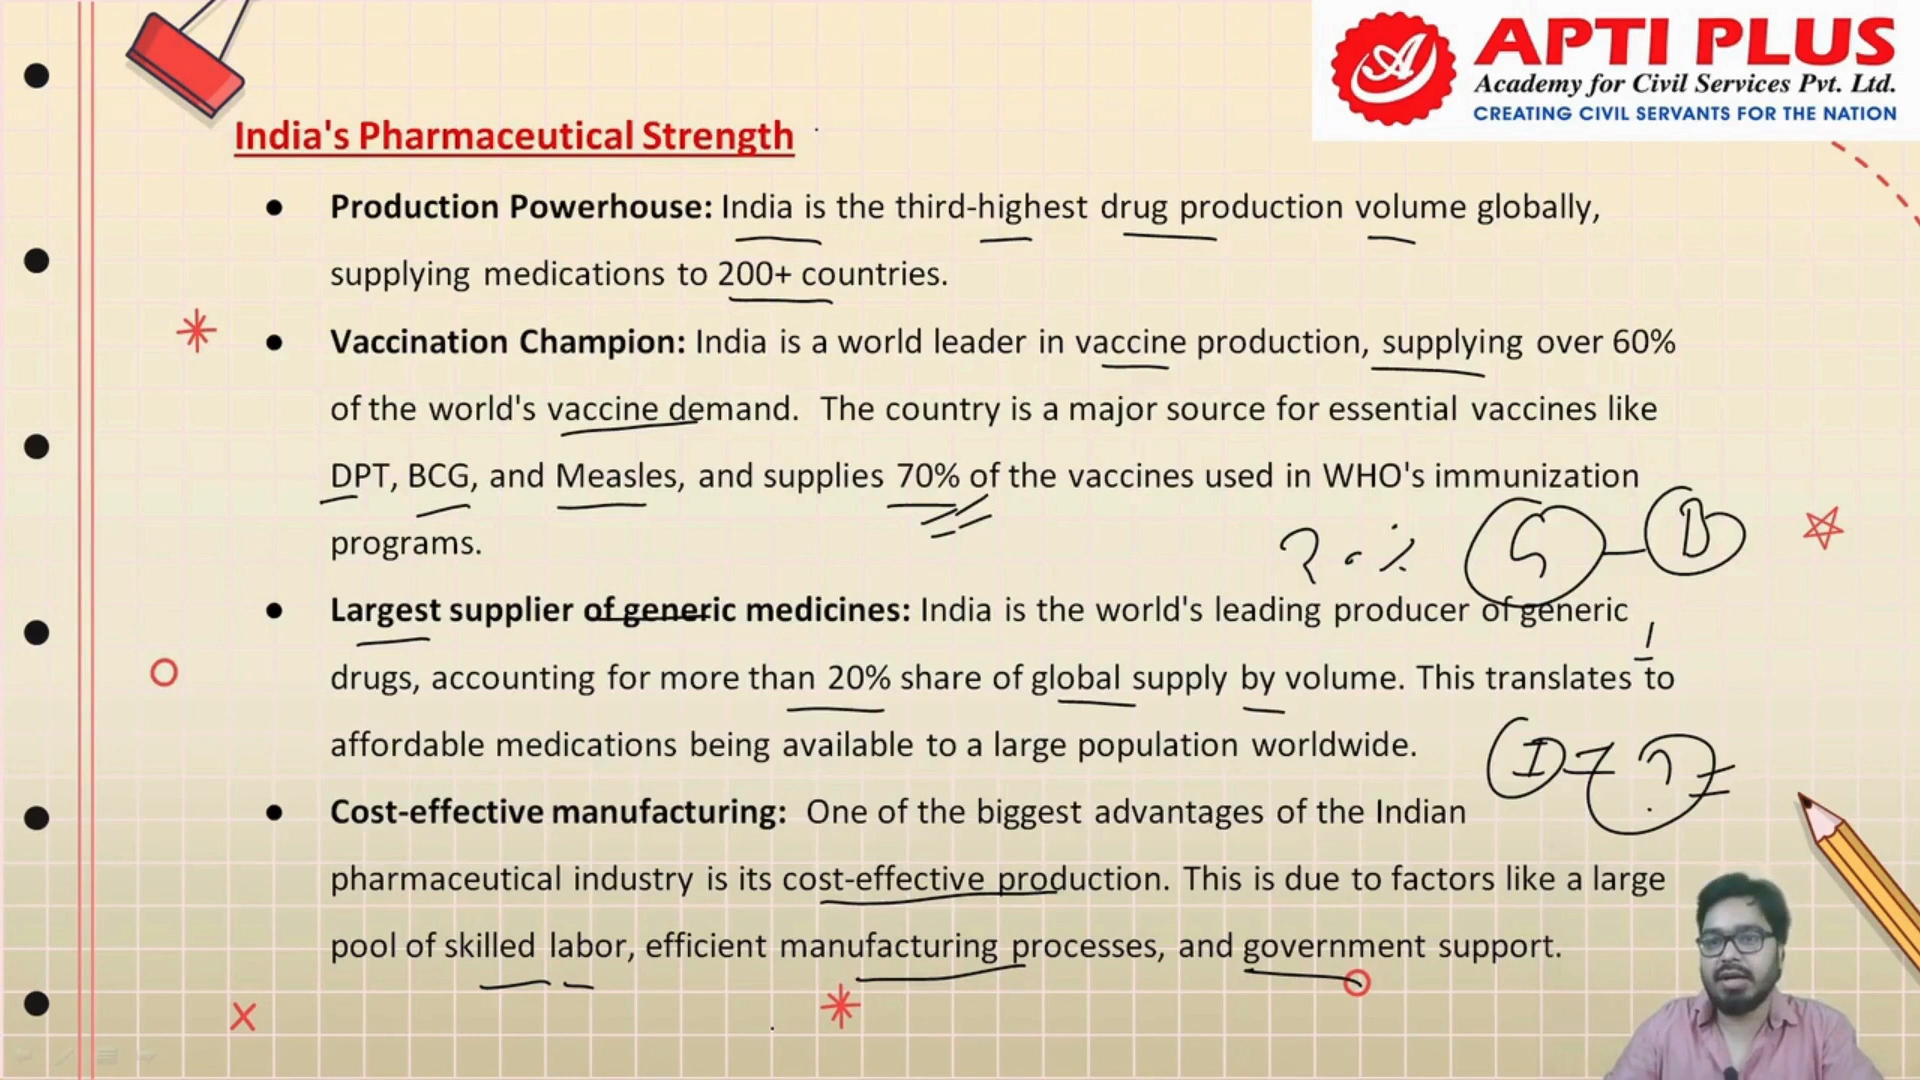 APTI PLUS
Academy for Civil Services Pvt. Ltd.
CREATING CIVIL SERVANTS FOR THE NATION
India's Pharmaceutical Strength
● Production Powerhouse: India is the third-highest drug production volume globally,
supplying medications to 200+ countries.
● Vaccination Champion: India is a world leader in vaccine production, supplying over 60%
of the world's vaccine demand. The country is a major source for essential vaccines like
DPT, BCG, and Measles, and supplies 70% of the vaccines used in WHO's immunization
programs.
● Largest supplier of generic medicines: India is the world's leading producer of generic
drugs, accounting for more than 20% share of global supply by volume. This translates to
affordable medications being available to a large population worldwide.
● Cost-effective manufacturing: One of the biggest advantages of the Indian
pharmaceutical industry is its cost-effective production. This is due to factors like a large
pool of skilled labor, efficient manufacturing processes, and government support.